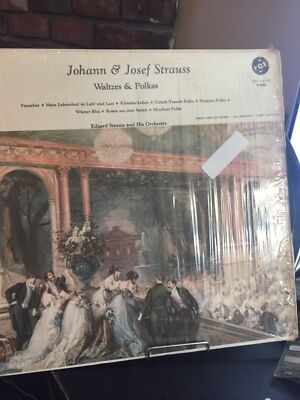 VOX
STEREO
Johann & Josef Strauss
Waltzes & Polkas
Feuerfest • Mein Lebenslauf ist Lieb' und Lust • Künstler-Leben • Tritsch-Tratsch-Polka • Pizzicato-Polka •
Wiener Blut • Rosen aus dem Süden • Moulinet Polka
Eduard Strauss and His Orchestra